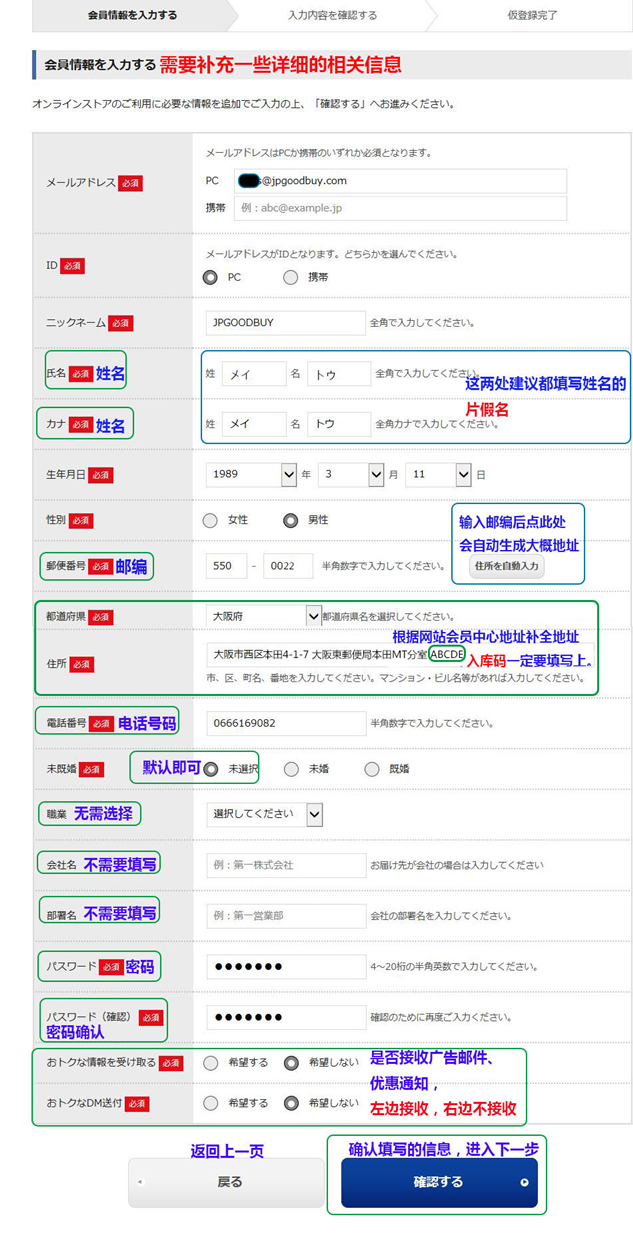 会員情報を入力する 入力内容を確認する 仮登録完了
会員情報を入力する 需要补充一些详细的相关信息
オンラインストアのご利用に必要な情報を追加でご入力の上、「確認する」へお進みください。
メールアドレスはPCか携帯のいずれか必須となります。
メールアドレス 必須
PC s@jpgoodbuy.com
携帯 例：abc@example.jp
メールアドレスがIDとなります。どちらかを選んでください。
ID 必須
PC 携帯
ニックネーム 必須 JPGOODBUY 全角で入力してください。
氏名 必須 姓名 姓 メイ 名 トウ 全角で入力してください。
这两处建议都填写姓名的
片假名
カナ 必須 姓名 姓 メイ 名 トウ 全角カナで入力してください。
生年月日 必須 1989 年 3 月 11 日
性別 必須 女性 男性
输入邮编后点此处
会自动生成大概地址
郵便番号 必須 邮编 550 - 0022 半角数字で入力してください。 住所を自動入力
都道府県 必須 大阪府 都道府県名を選択してください。
根据网站会员中心地址补全地址
住所 必須 大阪市西区本田4-1-7 大阪東郵便局本田MT分室 ABCDE
入库码一定要填写上。
市、区、町名、番地を入力してください。マンション・ビル名等があれば入力してください。
電話番号 必須 电话号码 0666169082 半角数字で入力してください。
未既婚 必須 默认即可 未選択 未婚 既婚
職業 无需选择 選択してください
会社名 不需要填写 例：第一株式会社 お届け先が会社の場合は入力してください
部署名 不需要填写 例：第一営業部 会社の部署名を入力してください。
パスワード 必須 密码 ●●●●●●● 4～20桁の半角英数で入力してください。
パスワード（確認） 必須 ●●●●●●● 確認のために再度ご入力ください。
密码确认
おトクな情報を受け取る 必須 希望する 希望しない 是否接收广告邮件、
优惠通知，
おトクなDM送付 必須 希望する 希望しない 左边接收，右边不接收
返回上一页 确认填写的信息，进入下一步
戻る 確認する